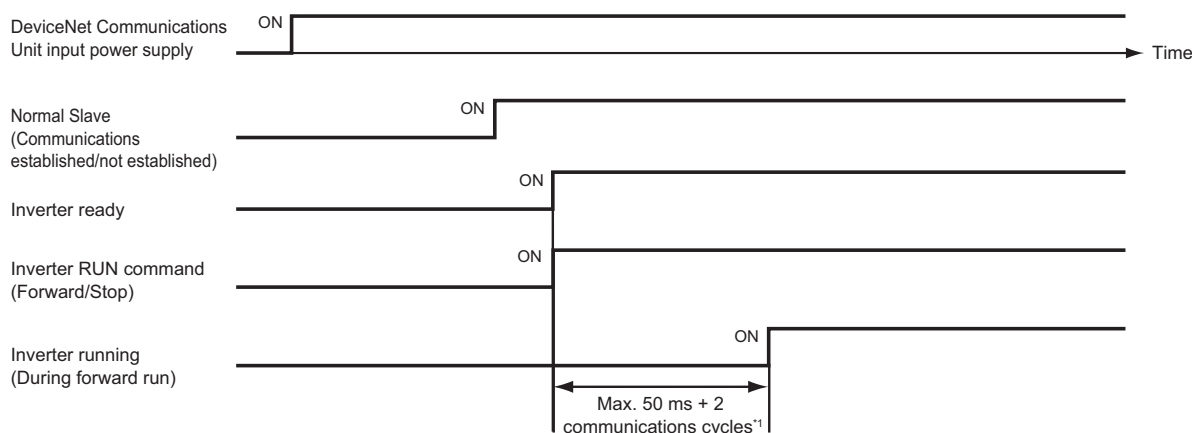 DeviceNet Communications
Unit input power supply
ON
Time
Normal Slave
(Communications
established/not established)
ON
Inverter ready
ON
Inverter RUN command
(Forward/Stop)
ON
Inverter running
(During forward run)
ON
Max. 50 ms + 2
communications cycles*1